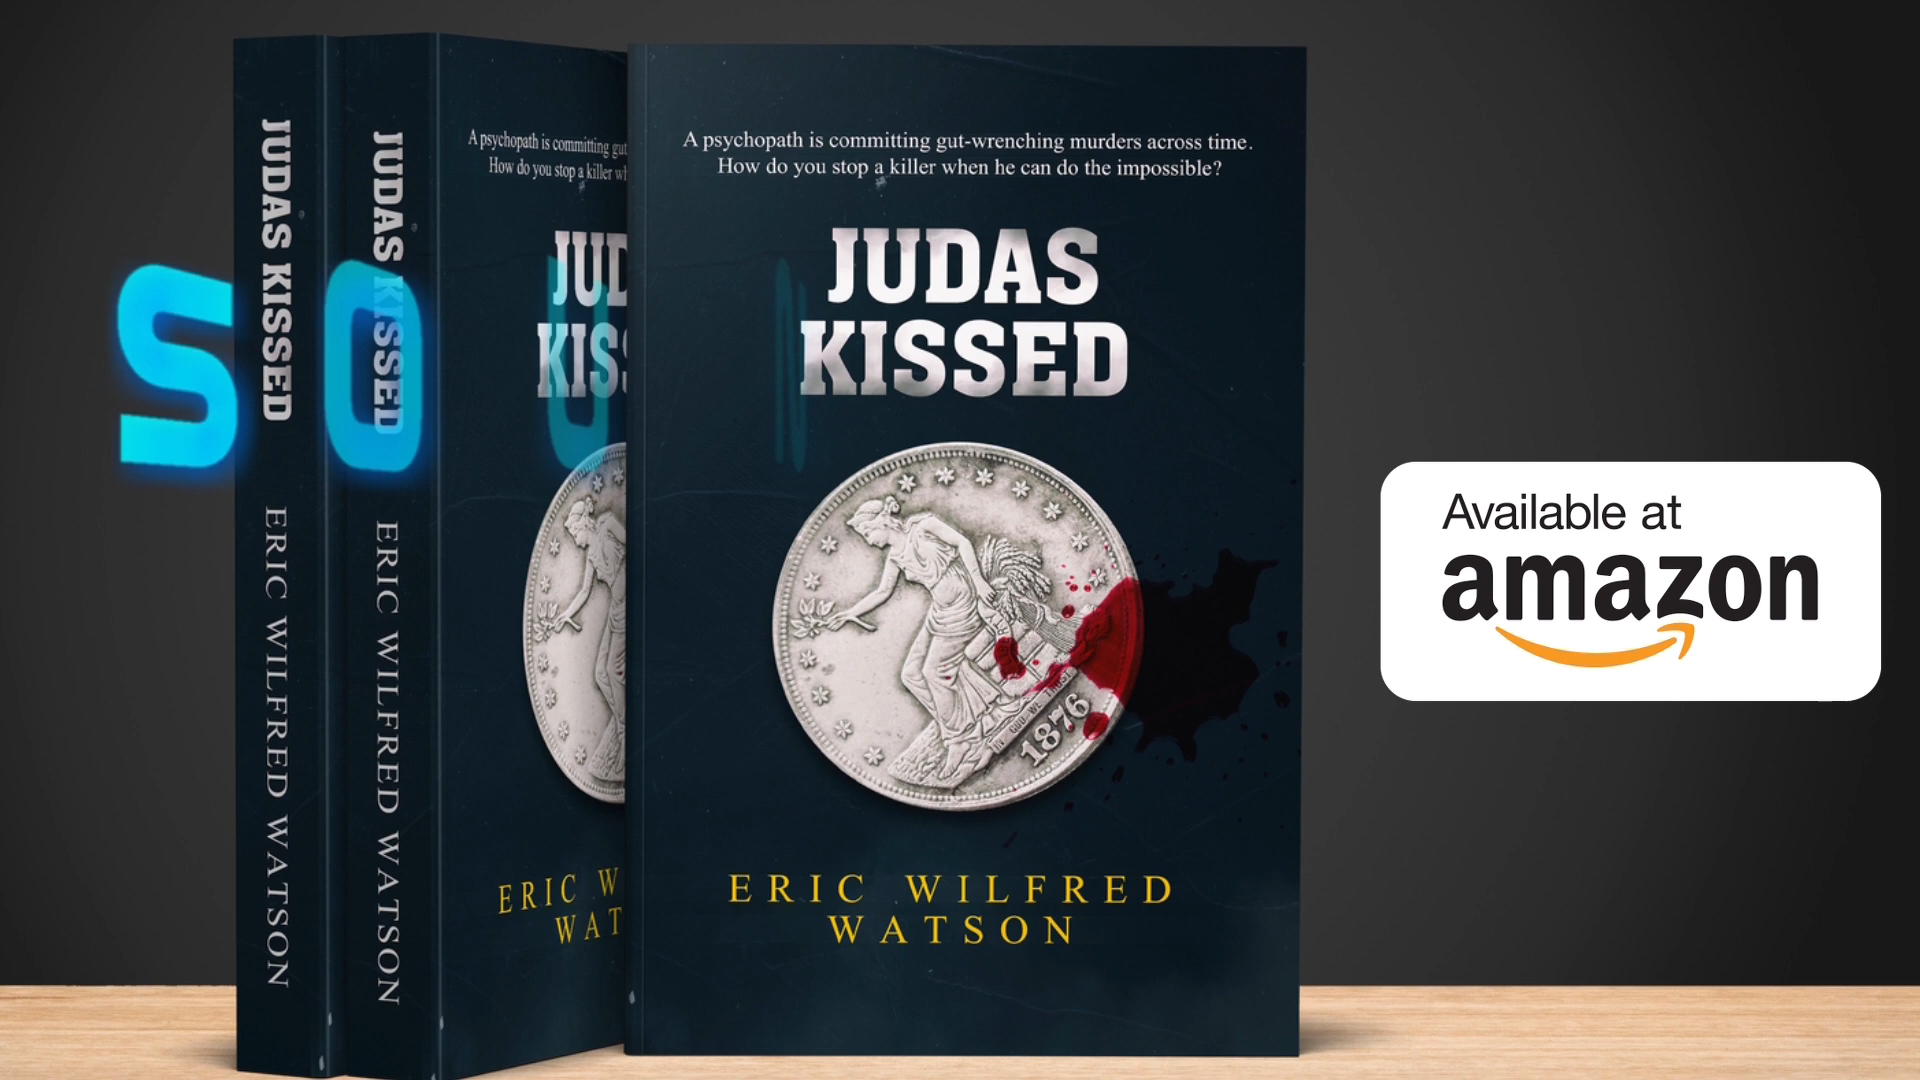 JUDAS KISSED ERIC WILFRED WATSON
JUDAS KISSED ERIC WILFRED WATSON
A psychopath is committing gut
How do you stop a killer wh
JUD
KISS
ERIC W
WAT
A psychopath is committing gut-wrenching murders across time.
How do you stop a killer when he can do the impossible?
JUDAS
KISSED
IN GOD WE TRUST
1876
ERIC WILFRED
WATSON
S O U N
Available at
amazon